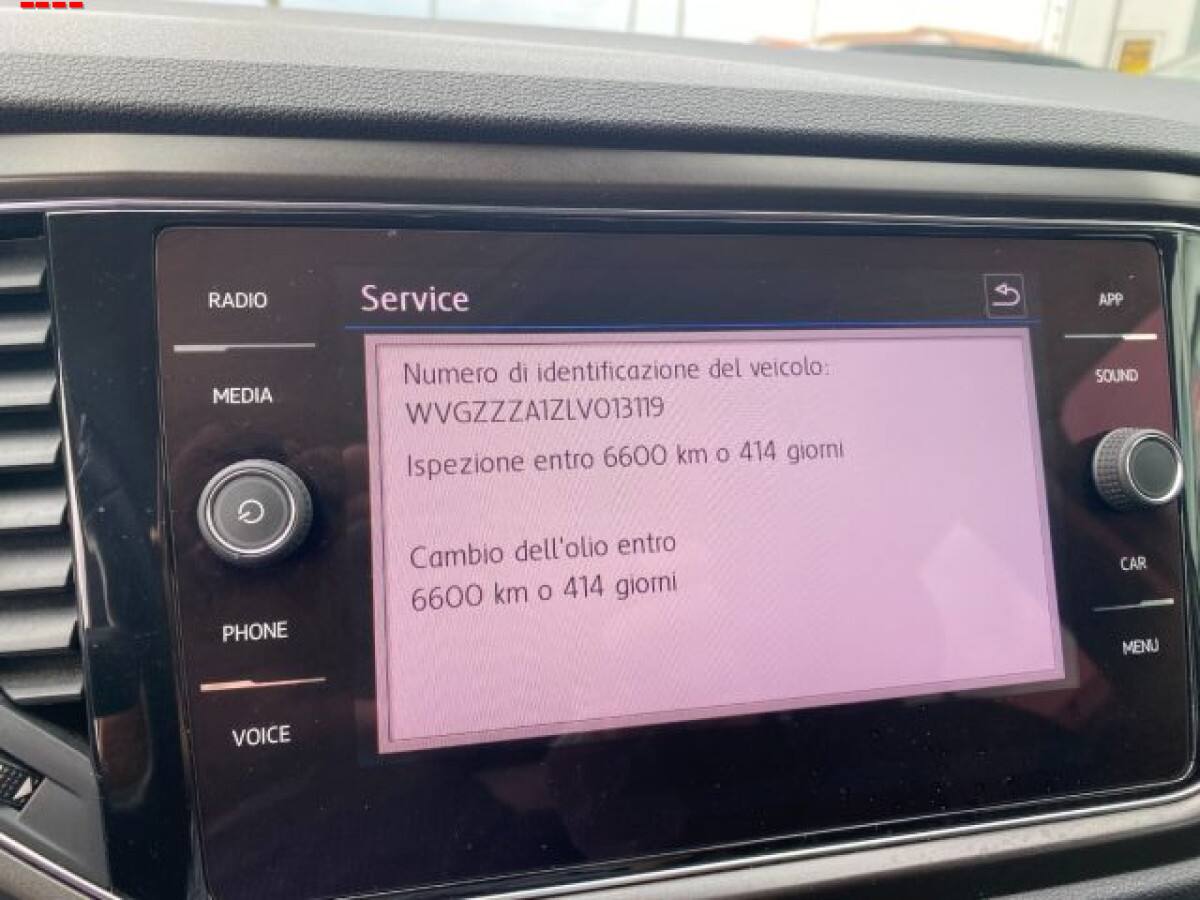 Service
RADIO
MEDIA
PHONE
VOICE
Numero di identificazione del veicolo:
WVGZZZA1ZLV013119
Ispezione entro 6600 km o 414 giorni
Cambio dell'olio entro
6600 km o 414 giorni
APP
SOUND
CAR
MENU